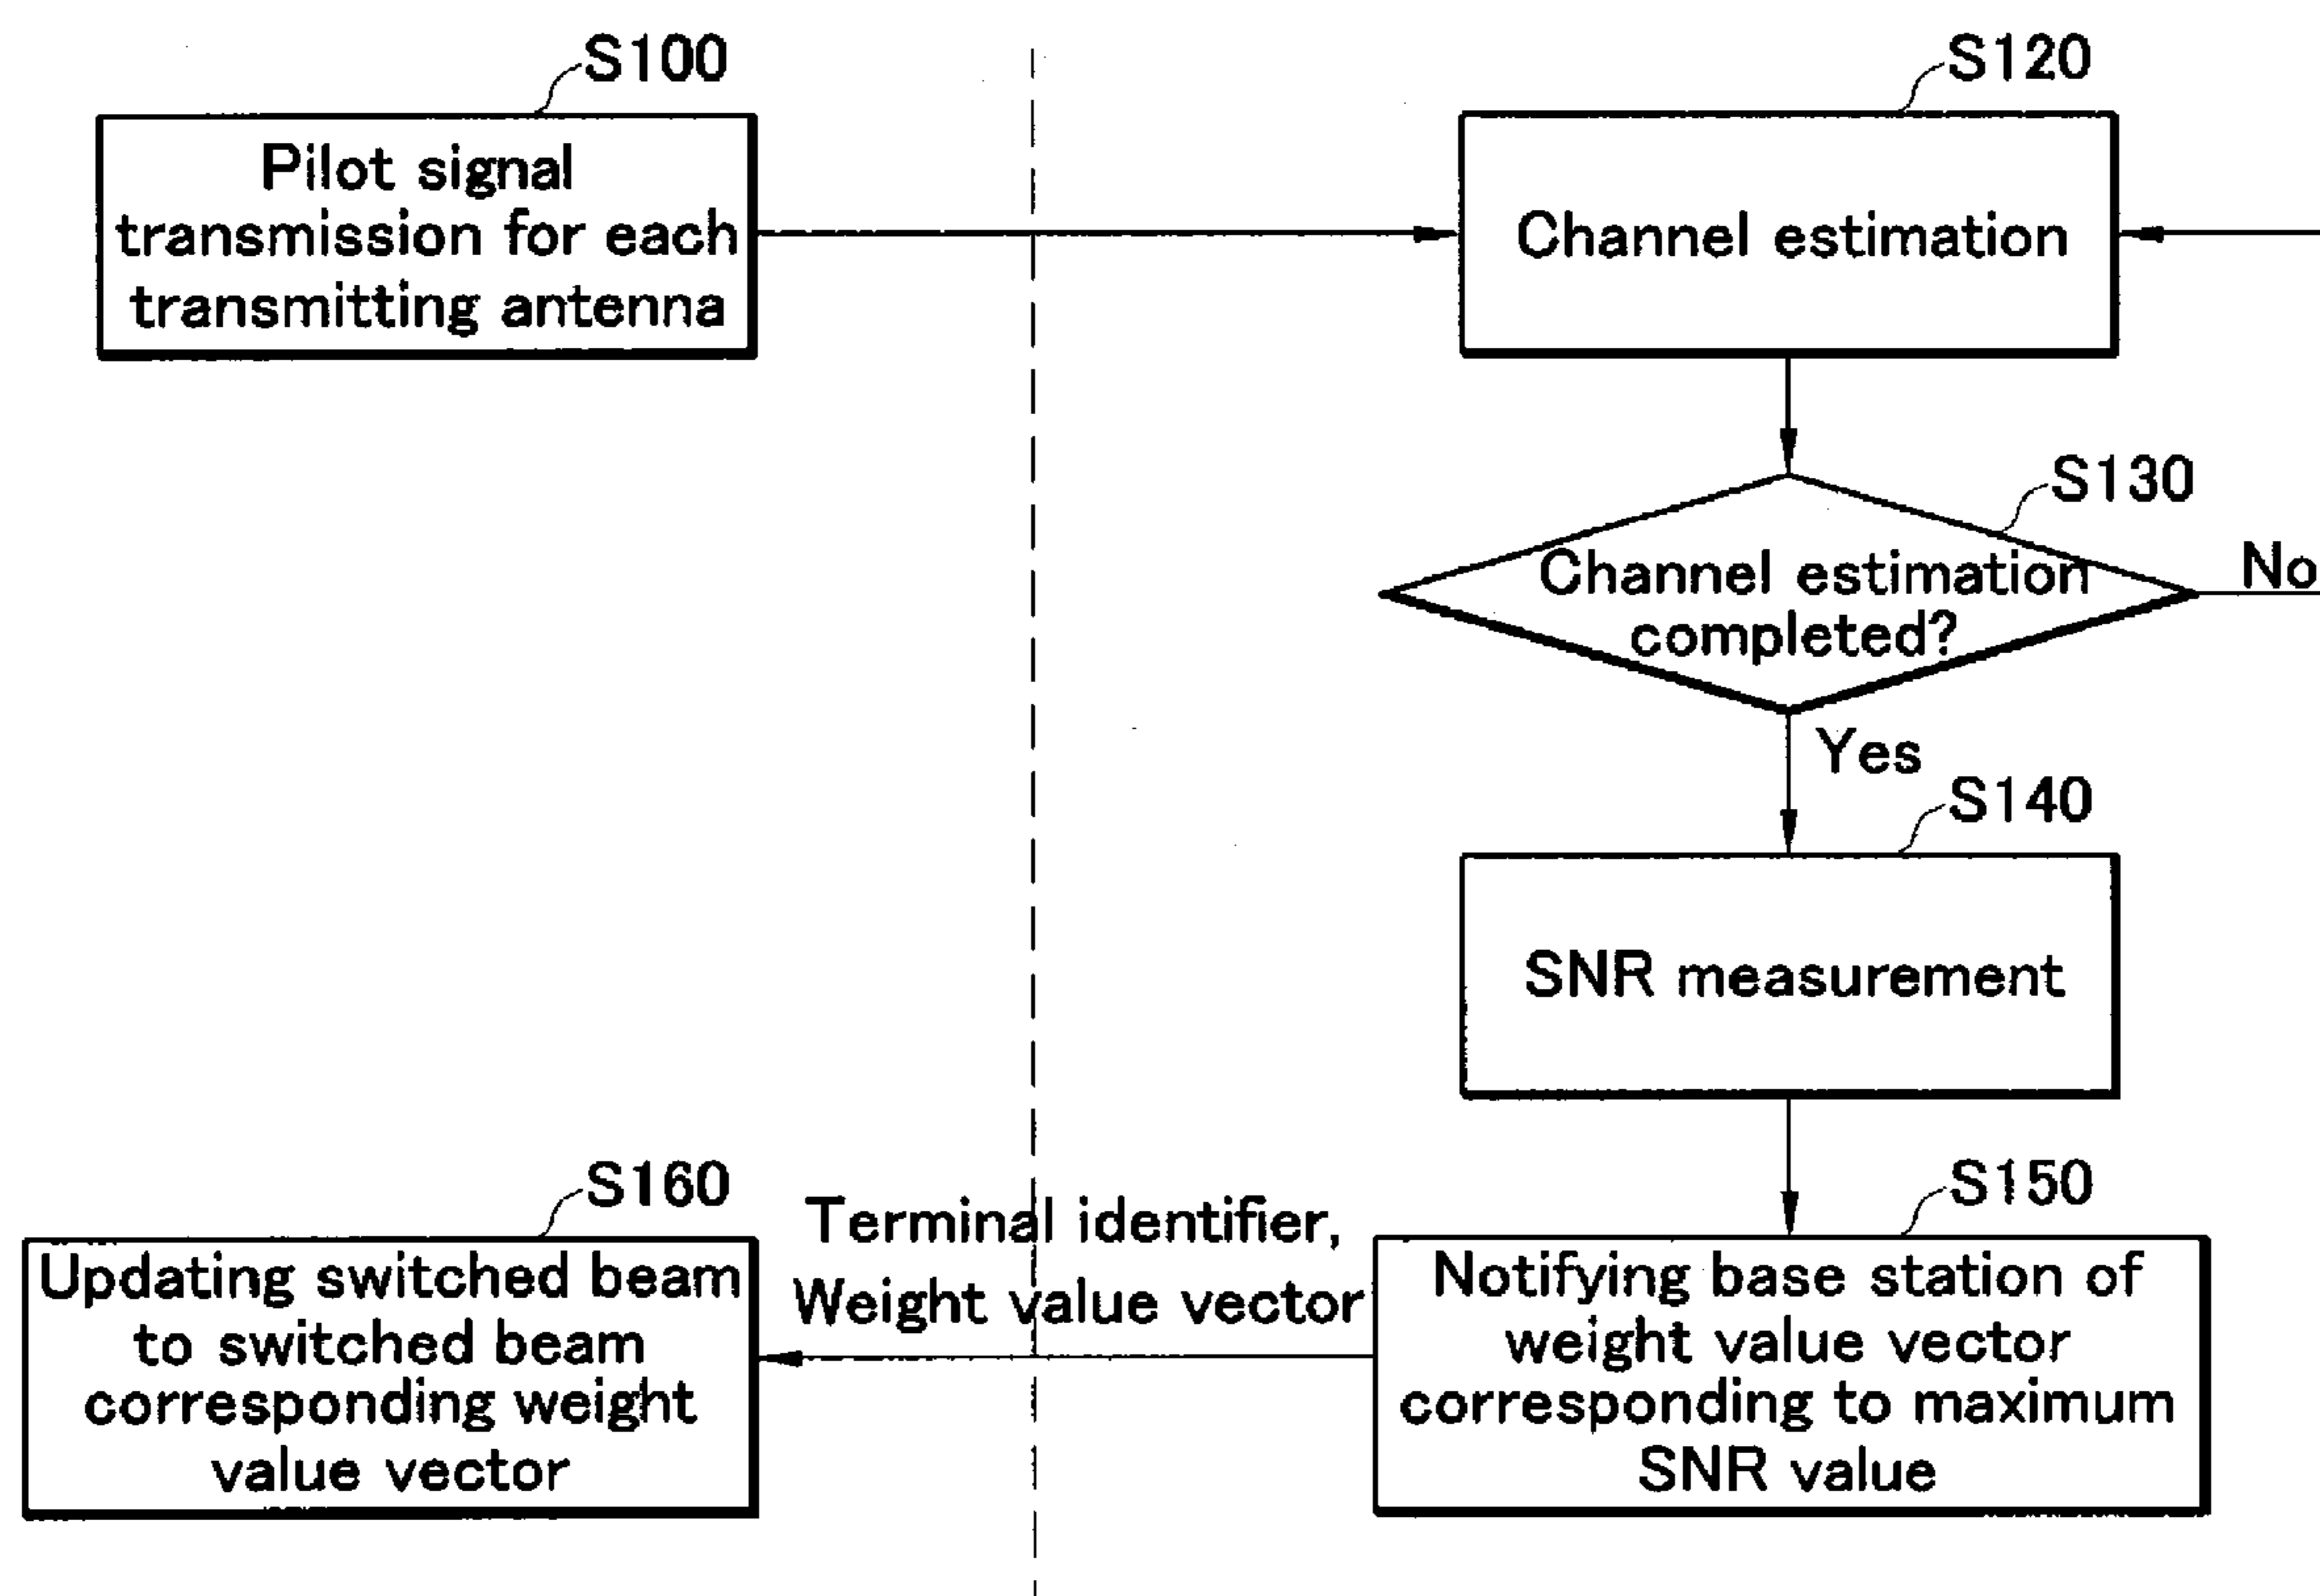 S100
Pilot signal
transmission for each
transmitting antenna
S120
Channel estimation
S130
Channel estimation
completed?
No
Yes
S140
SNR measurement
S150
Notifying base station of
weight value vector
corresponding to maximum
SNR value
Terminal identifier,
Weight value vector
S160
Updating switched beam
to switched beam
corresponding weight
value vector